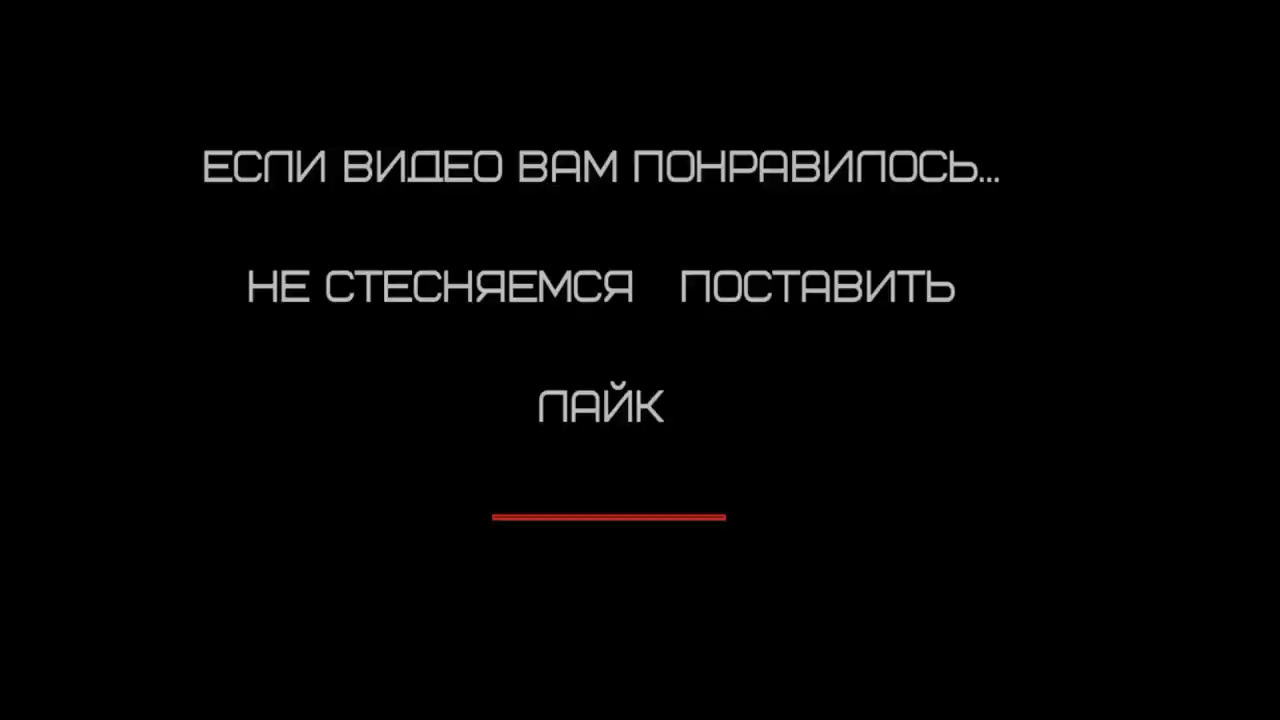 ЕСЛИ ВИДЕО ВАМ ПОНРАВИЛОСЬ...
НЕ СТЕСНЯЕМСЯ ПОСТАВИТЬ
ЛАЙК